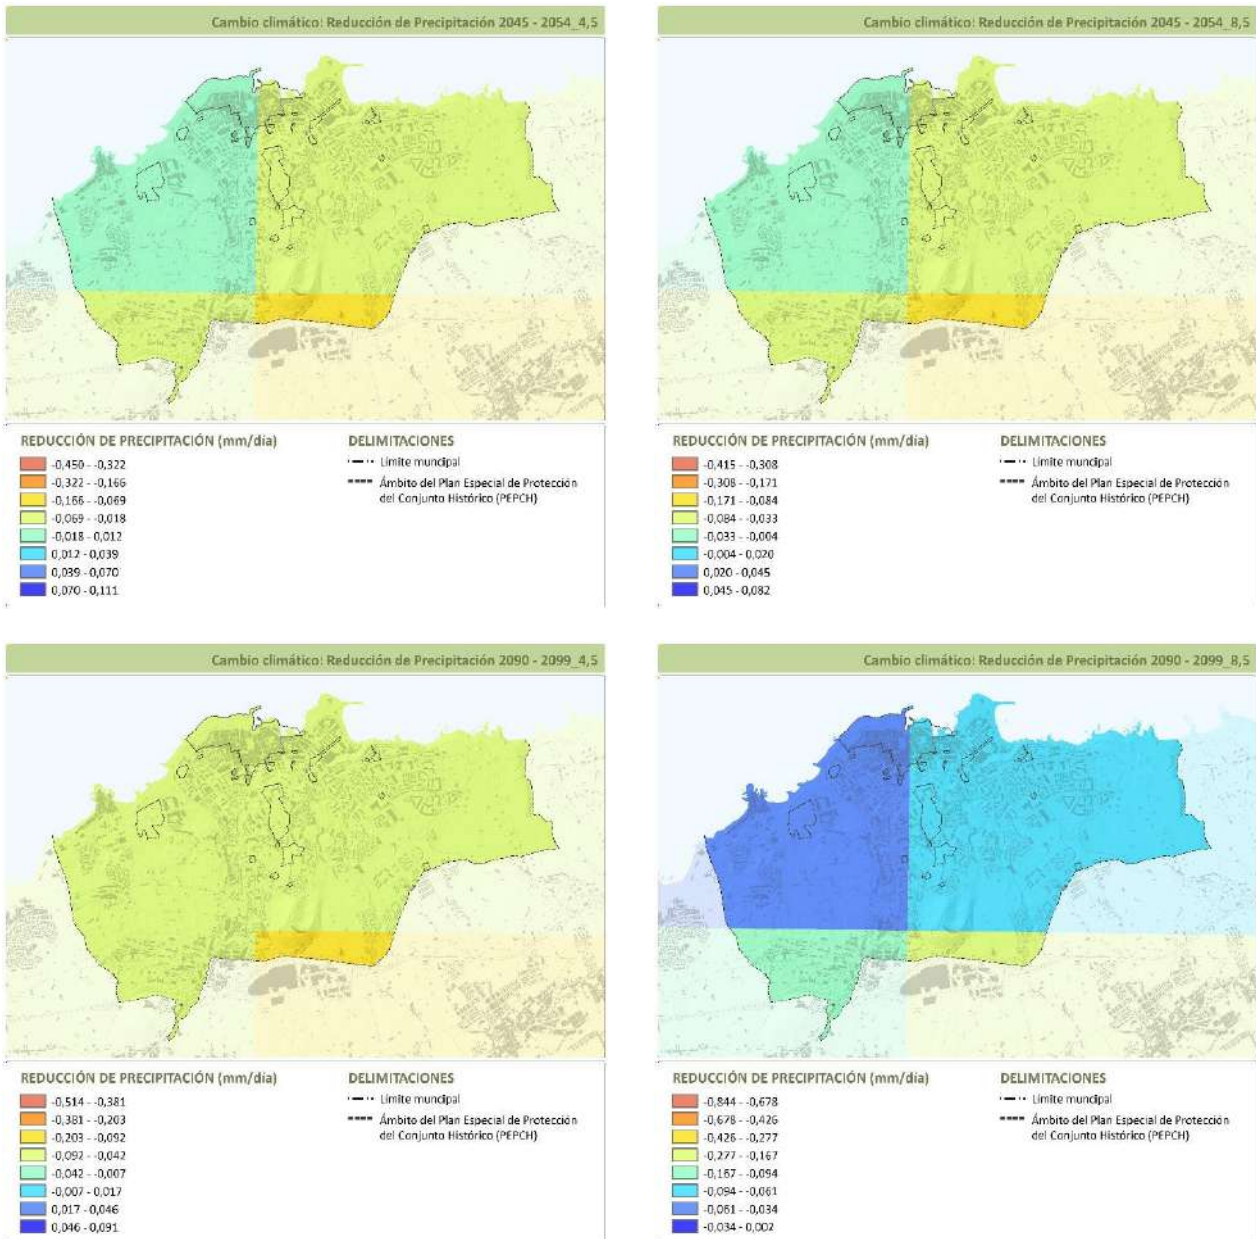 Cambio climático: Reducción de Precipitación 2045 - 2054_4,5
REDUCCIÓN DE PRECIPITACIÓN (mm/día)
-0,450 - -0,322
-0,322 - -0,166
-0,166 - -0,069
-0,069 - -0,018
-0,018 - 0,012
0,012 - 0,039
0,039 - 0,070
0,070 - 0,111
DELIMITACIONES
Límite muncipal
Ámbito del Plan Especial de Protección
del Conjunto Histórico (PEPCH)
Cambio climático: Reducción de Precipitación 2045 - 2054_8,5
REDUCCIÓN DE PRECIPITACIÓN (mm/día)
-0,415 - -0,308
-0,308 - -0,171
-0,171 - -0,084
-0,084 - -0,033
-0,033 - -0,004
-0,004 - 0,020
0,020 - 0,045
0,045 - 0,082
DELIMITACIONES
Límite muncipal
Ámbito del Plan Especial de Protección
del Conjunto Histórico (PEPCH)
Cambio climático: Reducción de Precipitación 2090 - 2099_4,5
REDUCCIÓN DE PRECIPITACIÓN (mm/día)
-0,514 - -0,381
-0,381 - -0,203
-0,203 - -0,092
-0,092 - -0,042
-0,042 - -0,007
-0,007 - 0,017
0,017 - 0,046
0,046 - 0,091
DELIMITACIONES
Límite muncipal
Ámbito del Plan Especial de Protección
del Conjunto Histórico (PEPCH)
Cambio climático: Reducción de Precipitación 2090 - 2099_8,5
REDUCCIÓN DE PRECIPITACIÓN (mm/día)
-0,844 - -0,678
-0,678 - -0,426
-0,426 - -0,277
-0,277 - -0,167
-0,167 - -0,094
-0,094 - -0,061
-0,061 - -0,034
-0,034 - 0,002
DELIMITACIONES
Límite muncipal
Ámbito del Plan Especial de Protección
del Conjunto Histórico (PEPCH)